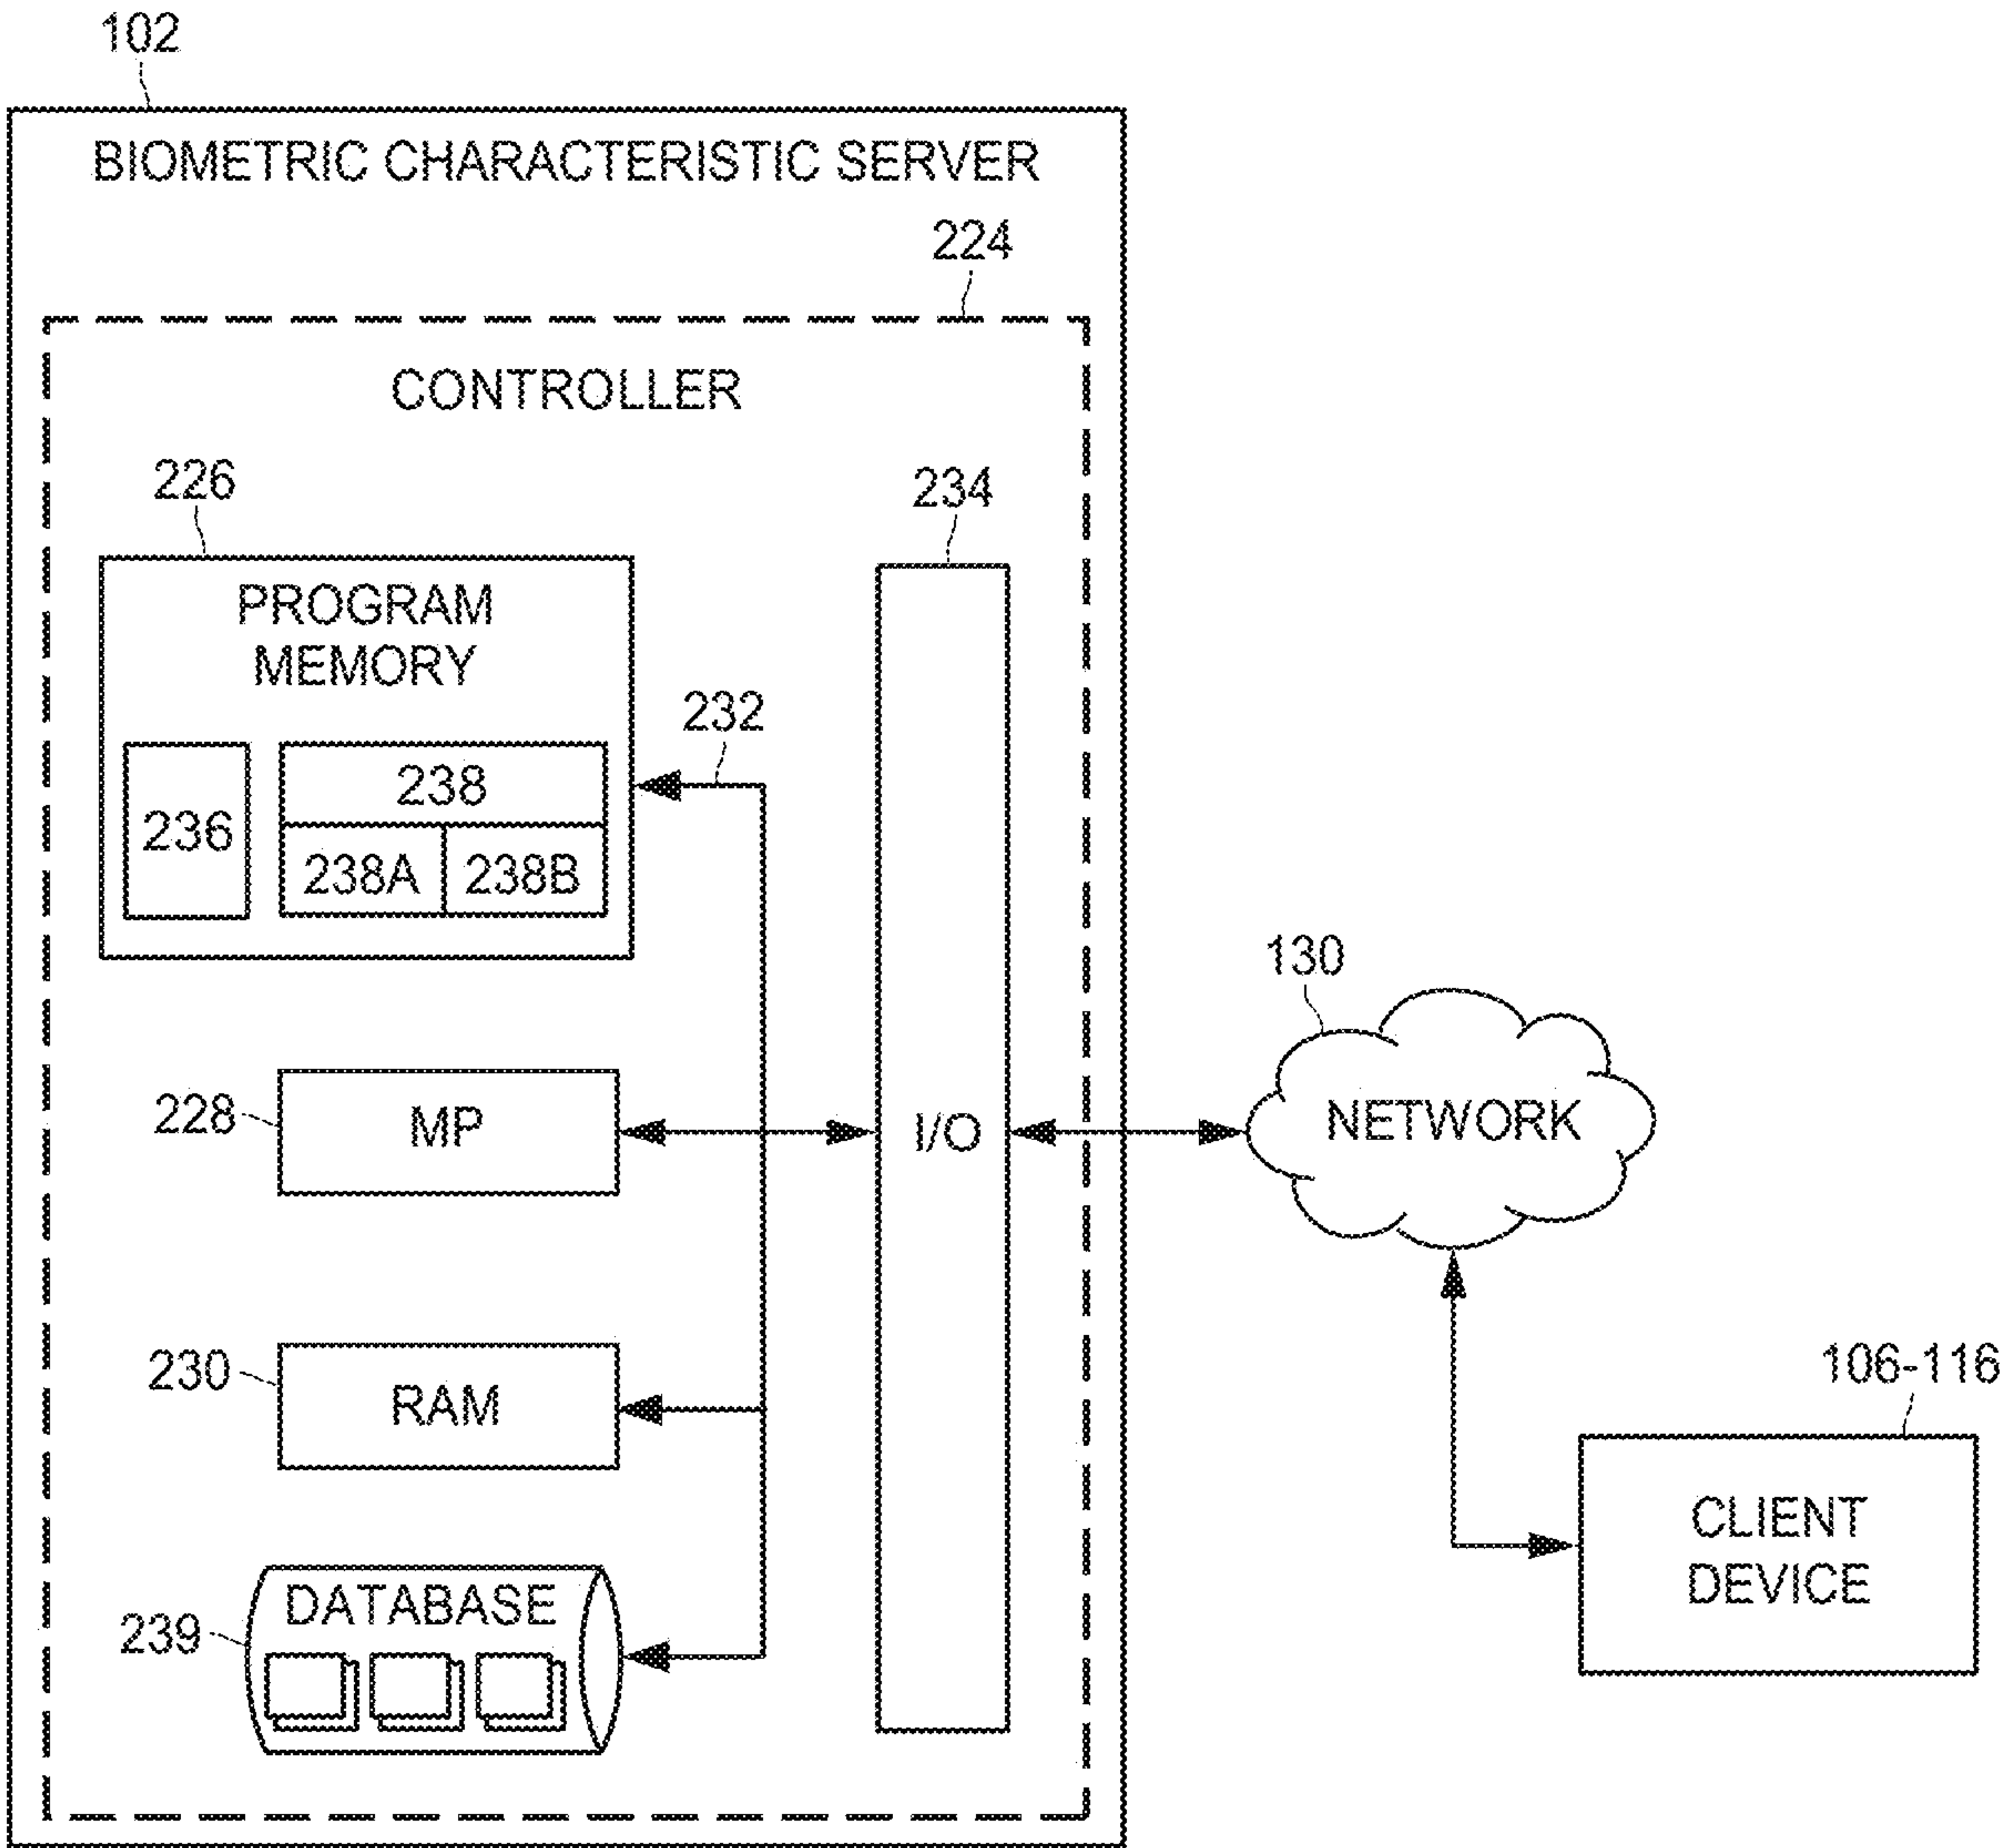 102
BIOMETRIC CHARACTERISTIC SERVER
224
CONTROLLER
226
234
PROGRAM
MEMORY
232
236
238
238A
238B
130
228
MP
I/O
NETWORK
230
RAM
106-116
CLIENT
DEVICE
DATABASE
239